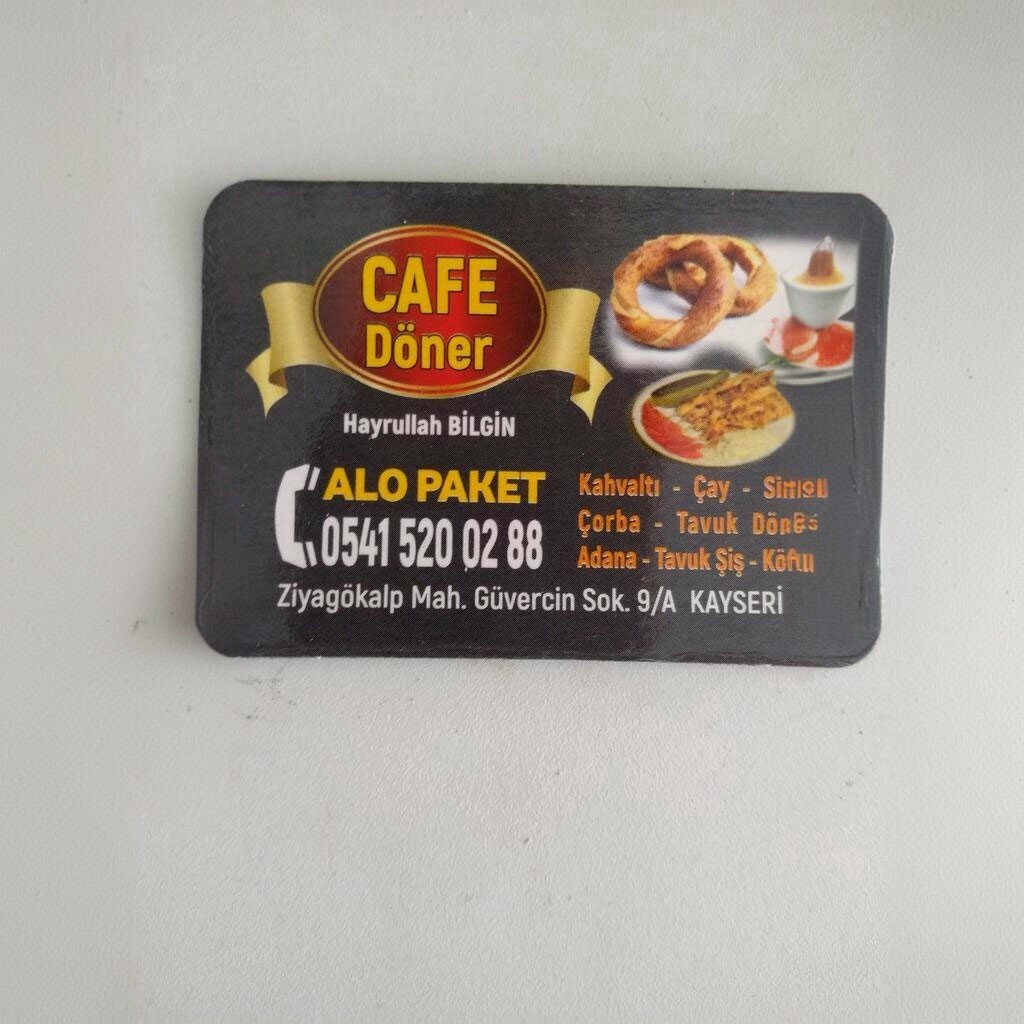 CAFE
Döner
Hayrullah BİLGİN
ALO PAKET
0541 520 02 88
Kahvaltı - Çay -
Çorba - Tavuk
Adana - Tavuk Şiş -
Ziyagökalp Mah. Güvercin Sok. 9/A KAYSERİ